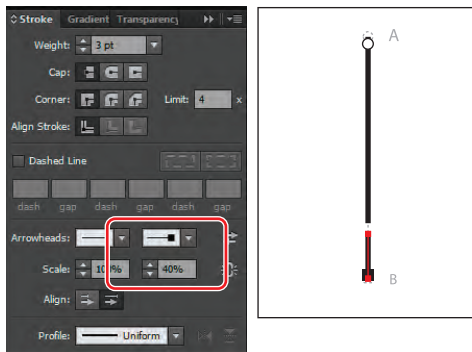 Stroke Gradient Transparency
Weight: 3 pt
Cap:
Corner: Limit: 4 x
Align Stroke:
Dashed Line
dash gap dash gap dash gap
Arrowheads:
Scale: 100% 40%
Align:
Profile: Uniform
A
B